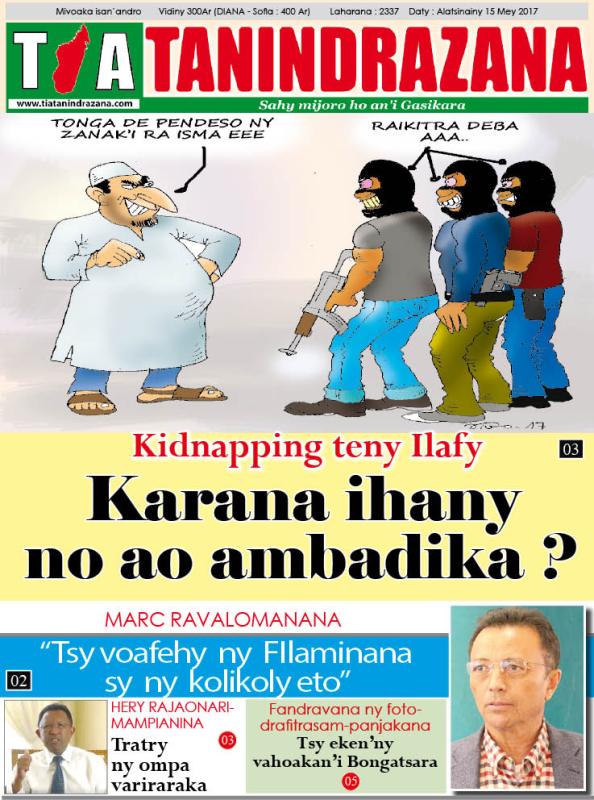 Mivoaka isan'andro Vidiny 300Ar (DIANA - Sofia : 400 Ar) Laharana : 2337 Daty : Alatsinainy 15 Mey 2017
TIA TANINDRAZANA
www.tiatanindrazana.com
Sahy mijoro ho an'i Gasikara
TONGA DE PENDESO NY
ZANAK'I RA ISMA EEE
RAIKITRA DEBA
AAA..
Kidnapping teny Ilafy
03
Karana ihany
no ao ambadika ?
MARC RAVALOMANANA
“Tsy voafehy ny FIlaminana
sy ny kolikoly eto”
02
HERY RAJAONARI-
MAMPIANINA
Tratry
ny ompa
variraraka
03
Fandravana ny foto-
drafitrasam-panjakana
Tsy eken'ny
vahoakan'i Bongatsara
05